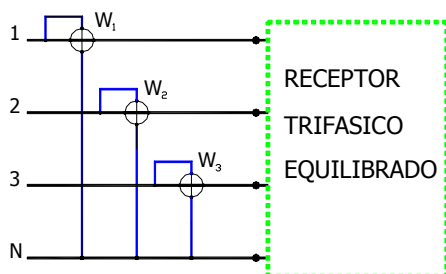 1
W₁
2
W₂
3
W₃
N
RECEPTOR
TRIFASICO
EQUILIBRADO